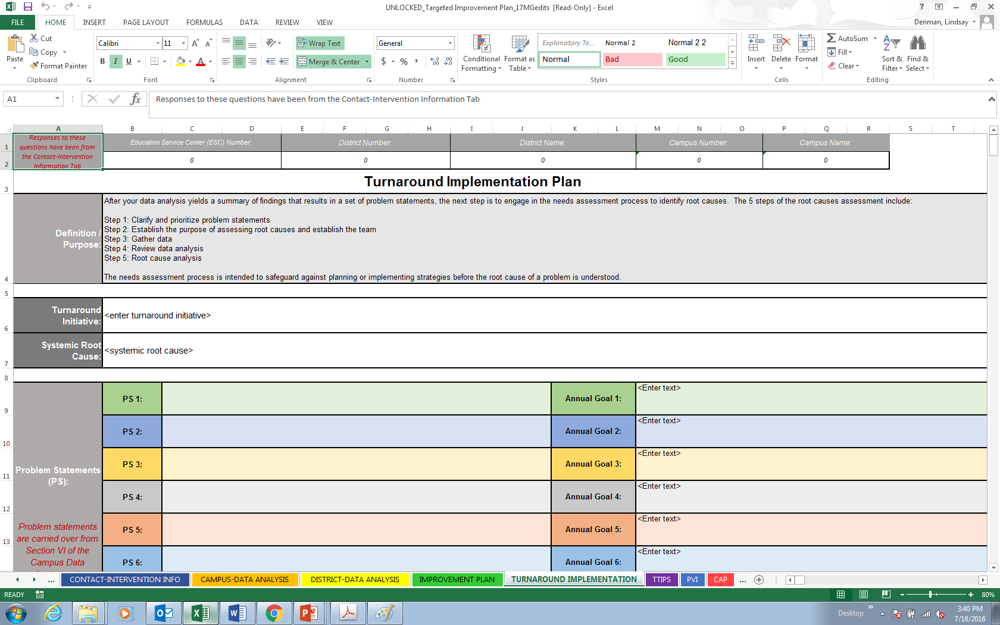 UNLOCKED_Targeted Improvement Plan_17MGedits [Read-Only] - Excel
FILE HOME INSERT PAGE LAYOUT FORMULAS DATA REVIEW VIEW Denman, Lindsay
Paste
Cut
Copy
Format Painter
Clipboard
Calibri 11
B I U
Font
Wrap Text
Merge & Center
Alignment
General
$ % ,
Number
Conditional Formatting
Format as Table
Explanatory Te... Normal 2 Normal 2 2
Normal Bad Good
Styles
Insert Delete Format
Cells
AutoSum
Fill
Clear
Sort & Filter
Find & Select
Editing
A1 fx Responses to these questions have been from the Contact-Intervention Information Tab
A B C D E F G H I J K L M N O P Q R S T
1
2
Responses to these
questions have been from
the Contact-Intervention
Information Tab
Education Service Center (ESC) Number: District Number: District Name: Campus Number: Campus Name:
0 0 0 0 0
3 Turnaround Implementation Plan
4
Definition /
Purpose:
After your data analysis yields a summary of findings that results in a set of problem statements, the next step is to engage in the needs assessment process to identify root causes. The 5 steps of the root causes assessment include:
Step 1: Clarify and prioritize problem statements
Step 2: Establish the purpose of assessing root causes and establish the team
Step 3: Gather data
Step 4: Review data analysis
Step 5: Root cause analysis
The needs assessment process is intended to safeguard against planning or implementing strategies before the root cause of a problem is understood.
5
6
Turnaround
Initiative:
<enter turnaround initiative>
7
Systemic Root
Cause:
<systemic root cause>
8
Problem Statements
(PS):
Problem statements
are carried over from
Section VI of the
Campus Data
9 PS 1: Annual Goal 1: <Enter text>
10 PS 2: Annual Goal 2: <Enter text>
11 PS 3: Annual Goal 3: <Enter text>
12 PS 4: Annual Goal 4: <Enter text>
13 PS 5: Annual Goal 5: <Enter text>
PS 6: Annual Goal 6: <Enter text>
... CONTACT-INTERVENTION INFO CAMPUS-DATA ANALYSIS DISTRICT-DATA ANALYSIS IMPROVEMENT PLAN TURNAROUND IMPLEMENTATION TTIPS PVI CAP ...
READY 80%
Desktop
3:40 PM
7/18/2016